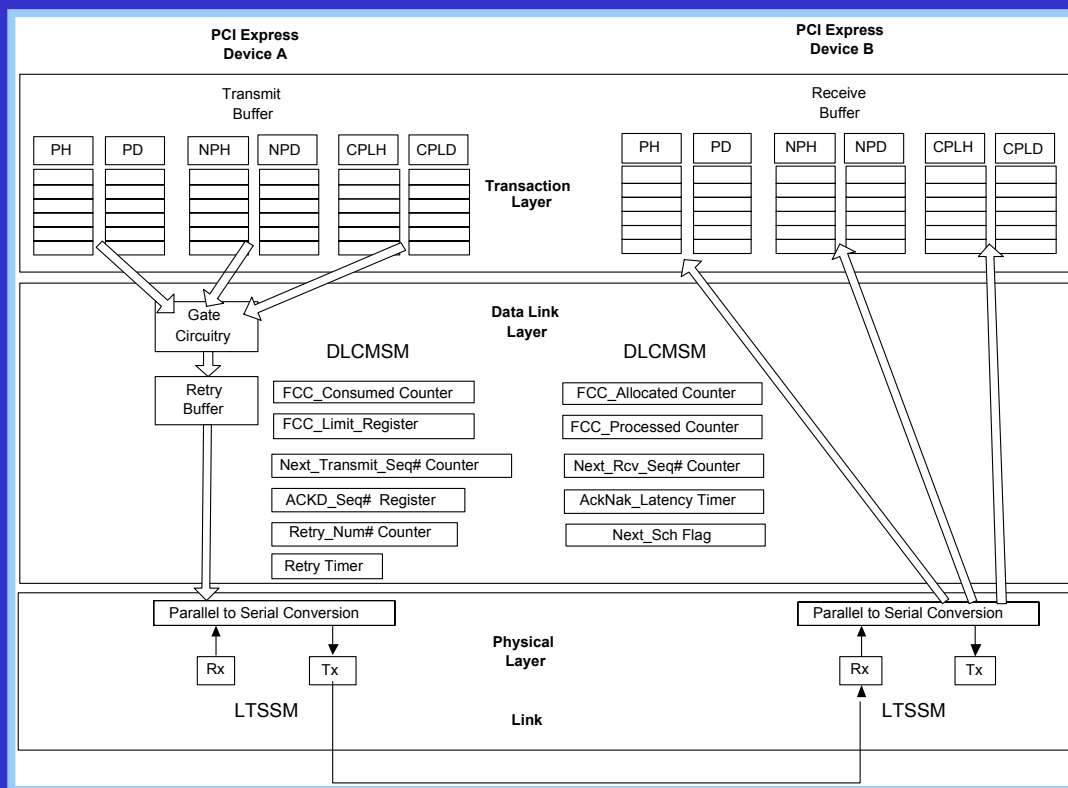 PCI Express
Device A
PCI Express
Device B
Transmit
Buffer
Receive
Buffer
PH PD NPH NPD CPLH CPLD
PH PD NPH NPD CPLH CPLD
Transaction
Layer
Data Link
Layer
Gate
Circuitry
Retry
Buffer
DLCMSM
FCC_Consumed Counter
FCC_Limit_Register
Next_Transmit_Seq# Counter
ACKD_Seq# Register
Retry_Num# Counter
Retry Timer
DLCMSM
FCC_Allocated Counter
FCC_Processed Counter
Next_Rcv_Seq# Counter
AckNak_Latency Timer
Next_Sch Flag
Parallel to Serial Conversion
Parallel to Serial Conversion
Physical
Layer
Rx Tx
Rx Tx
LTSSM
LTSSM
Link